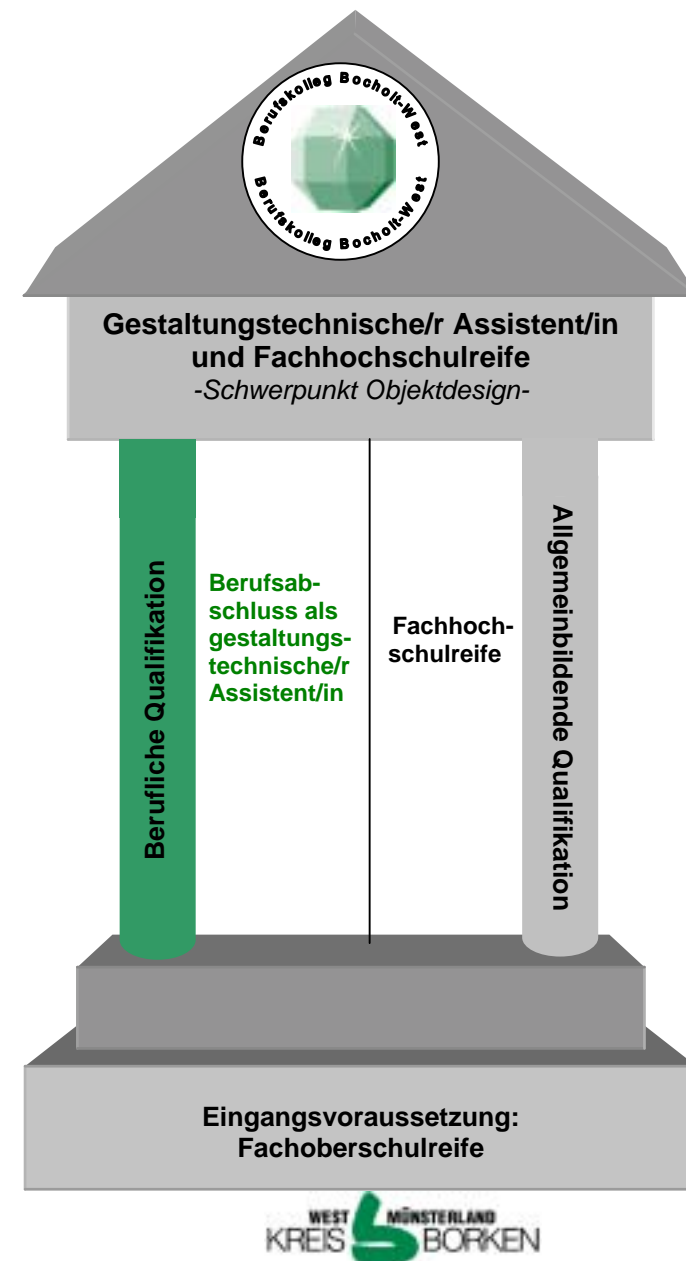 Berufskolleg Bocholt-West
Berufskolleg Bocholt-West
Gestaltungstechnische/r Assistent/in
und Fachhochschulreife
-Schwerpunkt Objektdesign-
Berufliche Qualifikation
Berufsab-
schluss als
gestaltungs-
technische/r
Assistent/in
Fachhoch-
schulreife
Allgemeinbildende Qualifikation
Eingangsvoraussetzung:
Fachoberschulreife
WEST MÜNSTERLAND
KREIS BORKEN